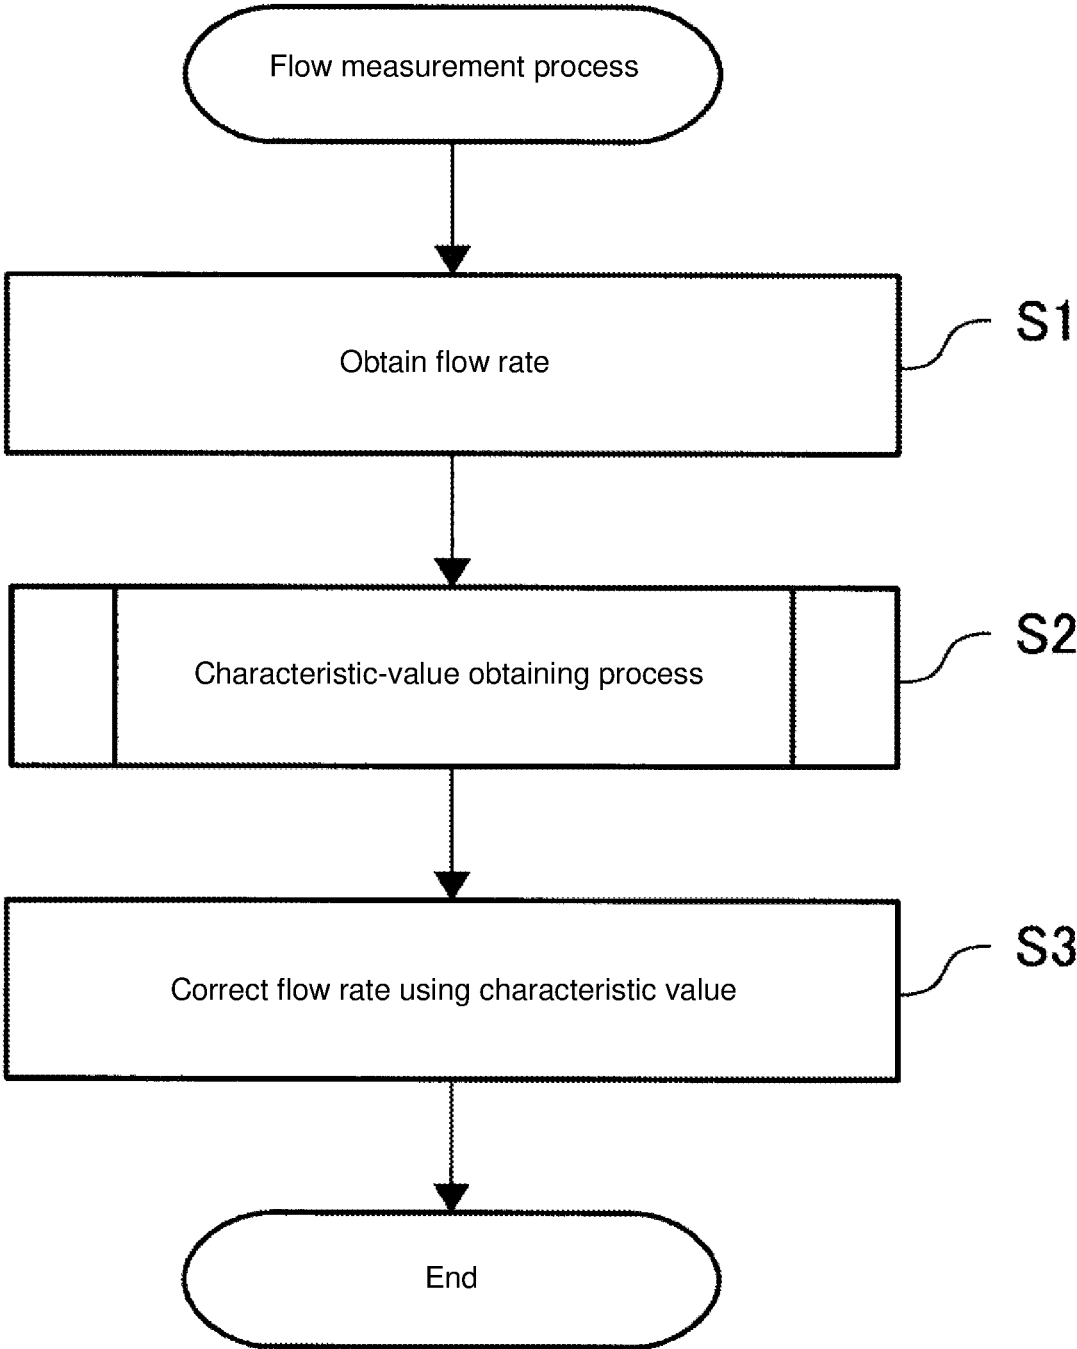 Flow measurement process
Obtain flow rate
S1
Characteristic-value obtaining process
S2
Correct flow rate using characteristic value
S3
End